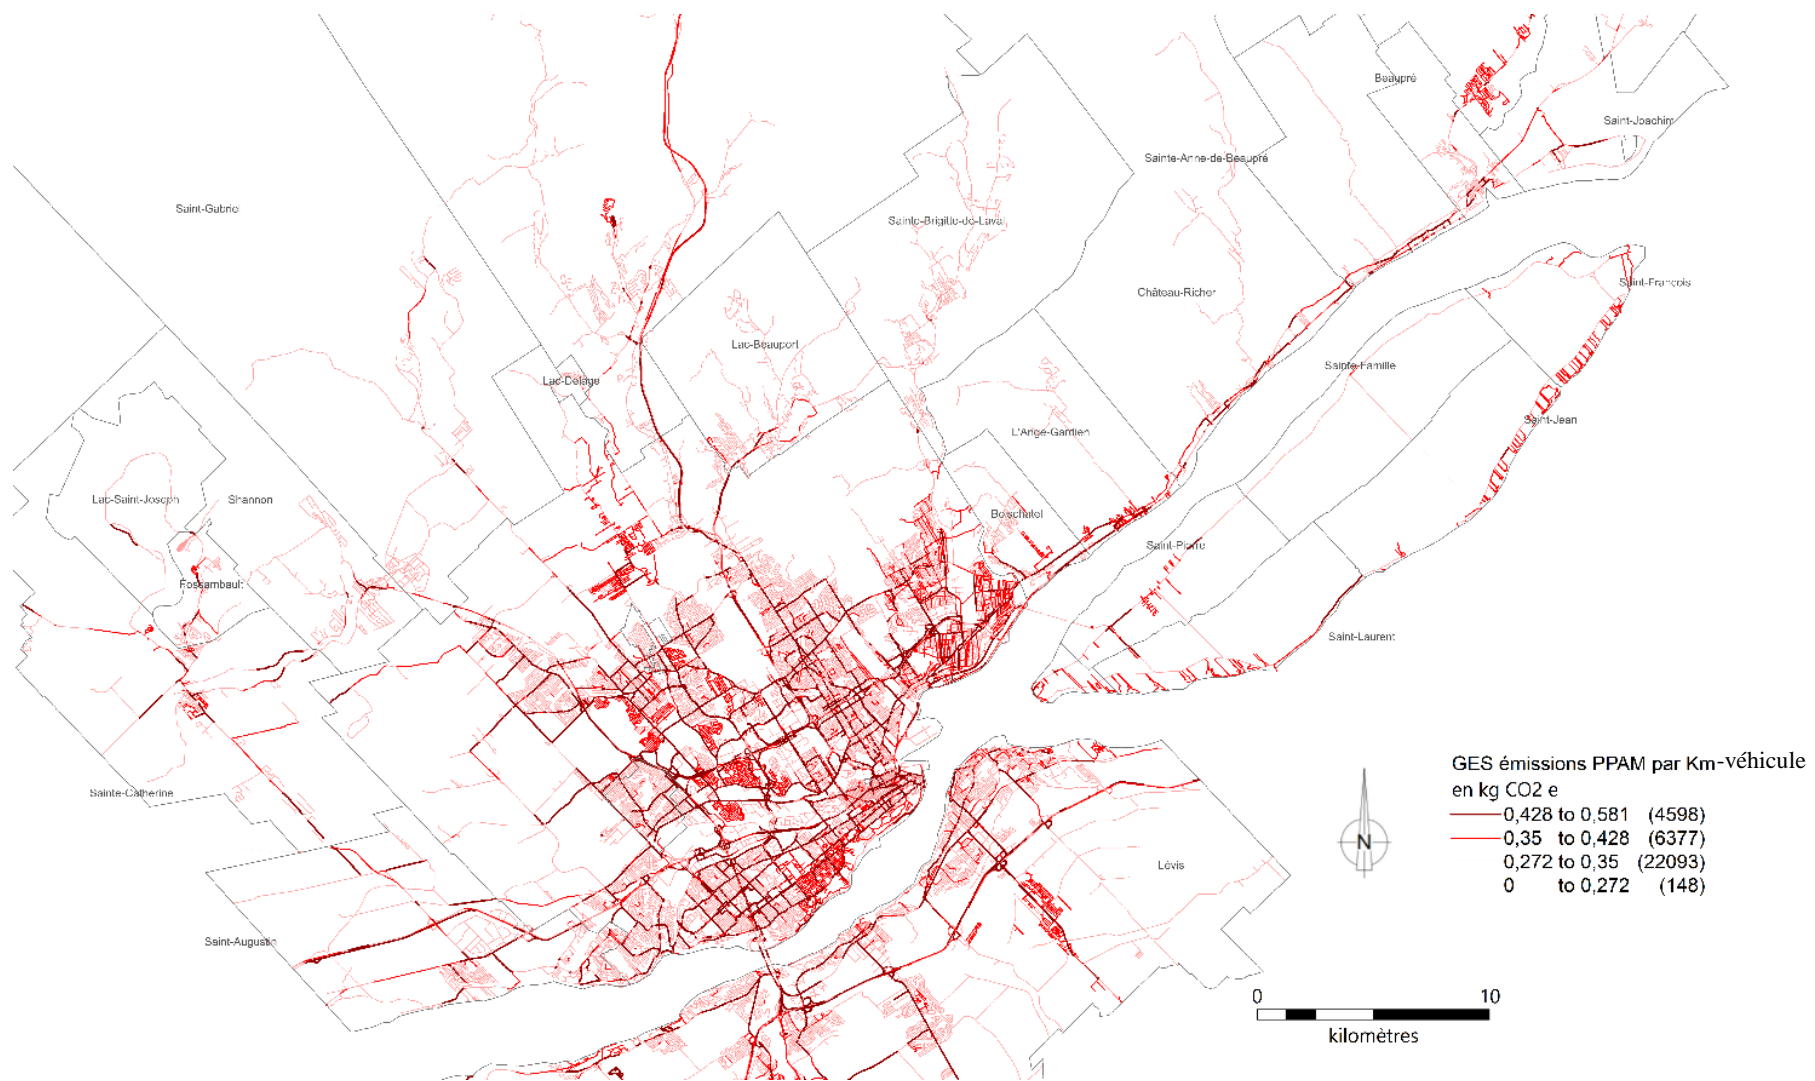 Beaupré
Saint-Joachim
Sainte-Anne-de-Beaupré
Saint-Gabriel
Sainte-Brigitte-de-Laval
Saint-François
Château-Richer
Lac-Beauport
Sainte-Famille
Lac-Delage
Saint-Jean
L'Ange-Gardien
Lac-Saint-Joseph
Shannon
Boischatel
Saint-Pierre
Fossambault
Saint-Laurent
Sainte-Catherine
GES émissions PPAM par Km-véhicule
en kg CO2 e
0,428 to 0,581 (4598)
0,35 to 0,428 (6377)
0,272 to 0,35 (22093)
0 to 0,272 (148)
N
Lévis
Saint-Augustin
0 10
kilomètres